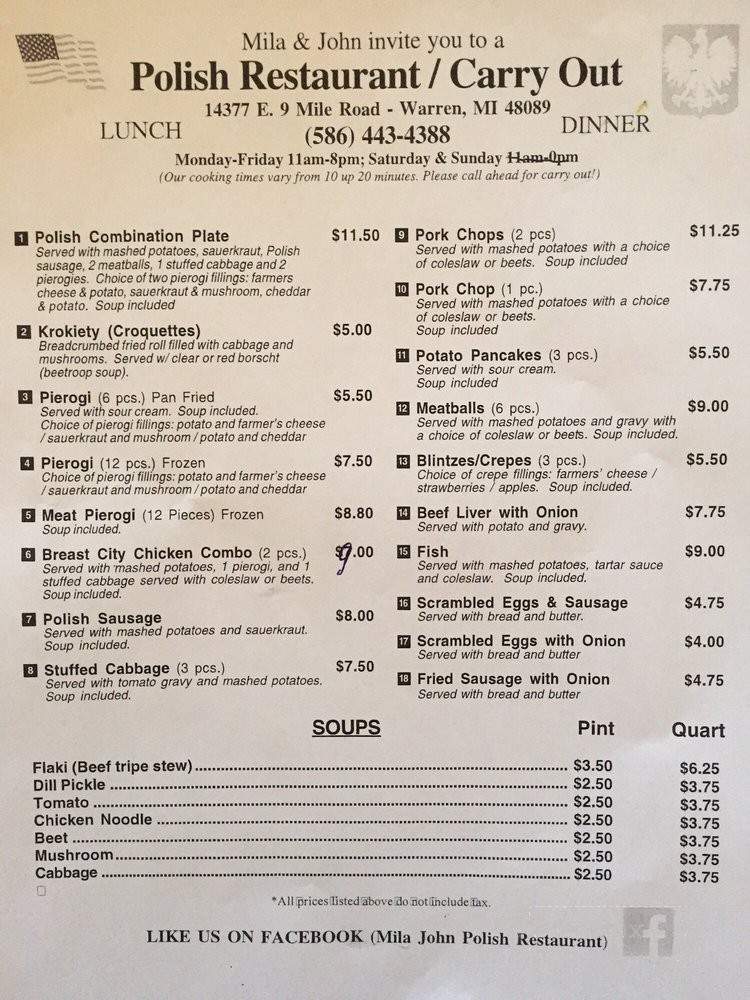 Mila & John invite you to a
Polish Restaurant / Carry Out
14377 E. 9 Mile Road - Warren, MI 48089
LUNCH
(586) 443-4388
DINNER
Monday-Friday 11am-8pm; Saturday & Sunday
(Our cooking times vary from 10 up 20 minutes. Please call ahead for carry out!)
1 Polish Combination Plate $11.50
Served with mashed potatoes, sauerkraut, Polish
sausage, 2 meatballs, 1 stuffed cabbage and 2
pierogies. Choice of two pierogi fillings: farmers
cheese & potato, sauerkraut & mushroom, cheddar
& potato. Soup included
2 Krokiety (Croquettes) $5.00
Breadcrumbed fried roll filled with cabbage and
mushrooms. Served w/ clear or red borscht
(beetroop soup).
3 Pierogi (6 pcs.) Pan Fried $5.50
Served with sour cream. Soup included.
Choice of pierogi fillings: potato and farmer's cheese
/ sauerkraut and mushroom / potato and cheddar
4 Pierogi (12 pcs.) Frozen $7.50
Choice of pierogi fillings: potato and farmer's cheese
/ sauerkraut and mushroom / potato and cheddar
5 Meat Pierogi (12 Pieces) Frozen $8.80
Soup included.
6 Breast City Chicken Combo (2 pc.) $9.00
Served with mashed potatoes, 1 pierogi, and 1
stuffed cabbage served with coleslaw or beets.
Soup included.
7 Polish Sausage $8.00
Served with mashed potatoes and sauerkraut.
Soup included.
8 Stuffed Cabbage (3 pcs.) $7.50
Served with tomato gravy and mashed potatoes.
Soup included.
9 Pork Chops (2 pcs) $11.25
Served with mashed potatoes with a choice
of coleslaw or beets. Soup included
10 Pork Chop (1 pc.) $7.75
Served with mashed potatoes with a choice
of coleslaw or beets.
Soup included
11 Potato Pancakes (3 pcs.) $5.50
Served with sour cream.
Soup included
12 Meatballs (6 pcs.) $9.00
Served with mashed potatoes and gravy with
a choice of coleslaw or beets. Soup included.
13 Blintzes/Crepes (3 pcs.) $5.50
Choice of crepe fillings: farmers' cheese /
strawberries / apples. Soup included.
14 Beef Liver with Onion $7.75
Served with potato and gravy.
15 Fish $9.00
Served with mashed potatoes, tartar sauce
and coleslaw. Soup included.
16 Scrambled Eggs & Sausage $4.75
Served with bread and butter.
17 Scrambled Eggs with Onion $4.00
Served with bread and butter
18 Fried Sausage with Onion $4.75
Served with bread and butter
SOUPS Pint Quart
Flaki (Beef tripe stew) $3.50 $6.25
Dill Pickle $2.50 $3.75
Tomato $2.50 $3.75
Chicken Noodle $2.50 $3.75
Beet $2.50 $3.75
Mushroom $2.50 $3.75
Cabbage $2.50 $3.75
*All prices listed above do not include tax.
LIKE US ON FACEBOOK (Mila John Polish Restaurant)
f